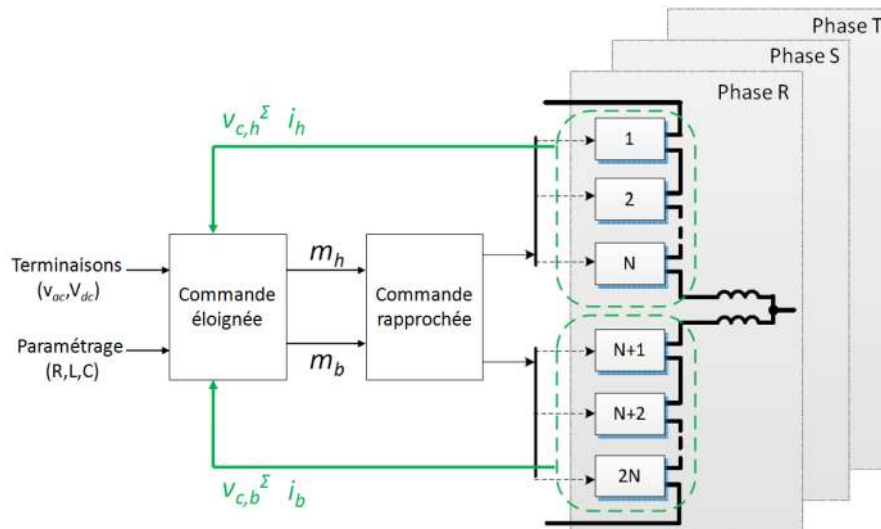 Phase T
Phase S
Phase R
v_{c,h}^Σ i_h
1
2
N
Terminaisons
(v_{ac},V_{dc})
Paramétrage
(R,L,C)
Commande
éloignée
m_h
m_b
Commande
rapprochée
N+1
N+2
2N
v_{c,b}^Σ i_b